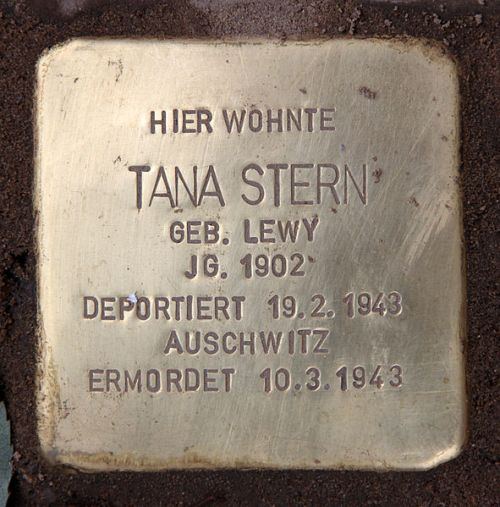 HIER WOHNTE
TANA STERN
GEB. LEWY
JG. 1902
DEPORTIERT 19.2.1943
AUSCHWITZ
ERMORDET 10.3.1943